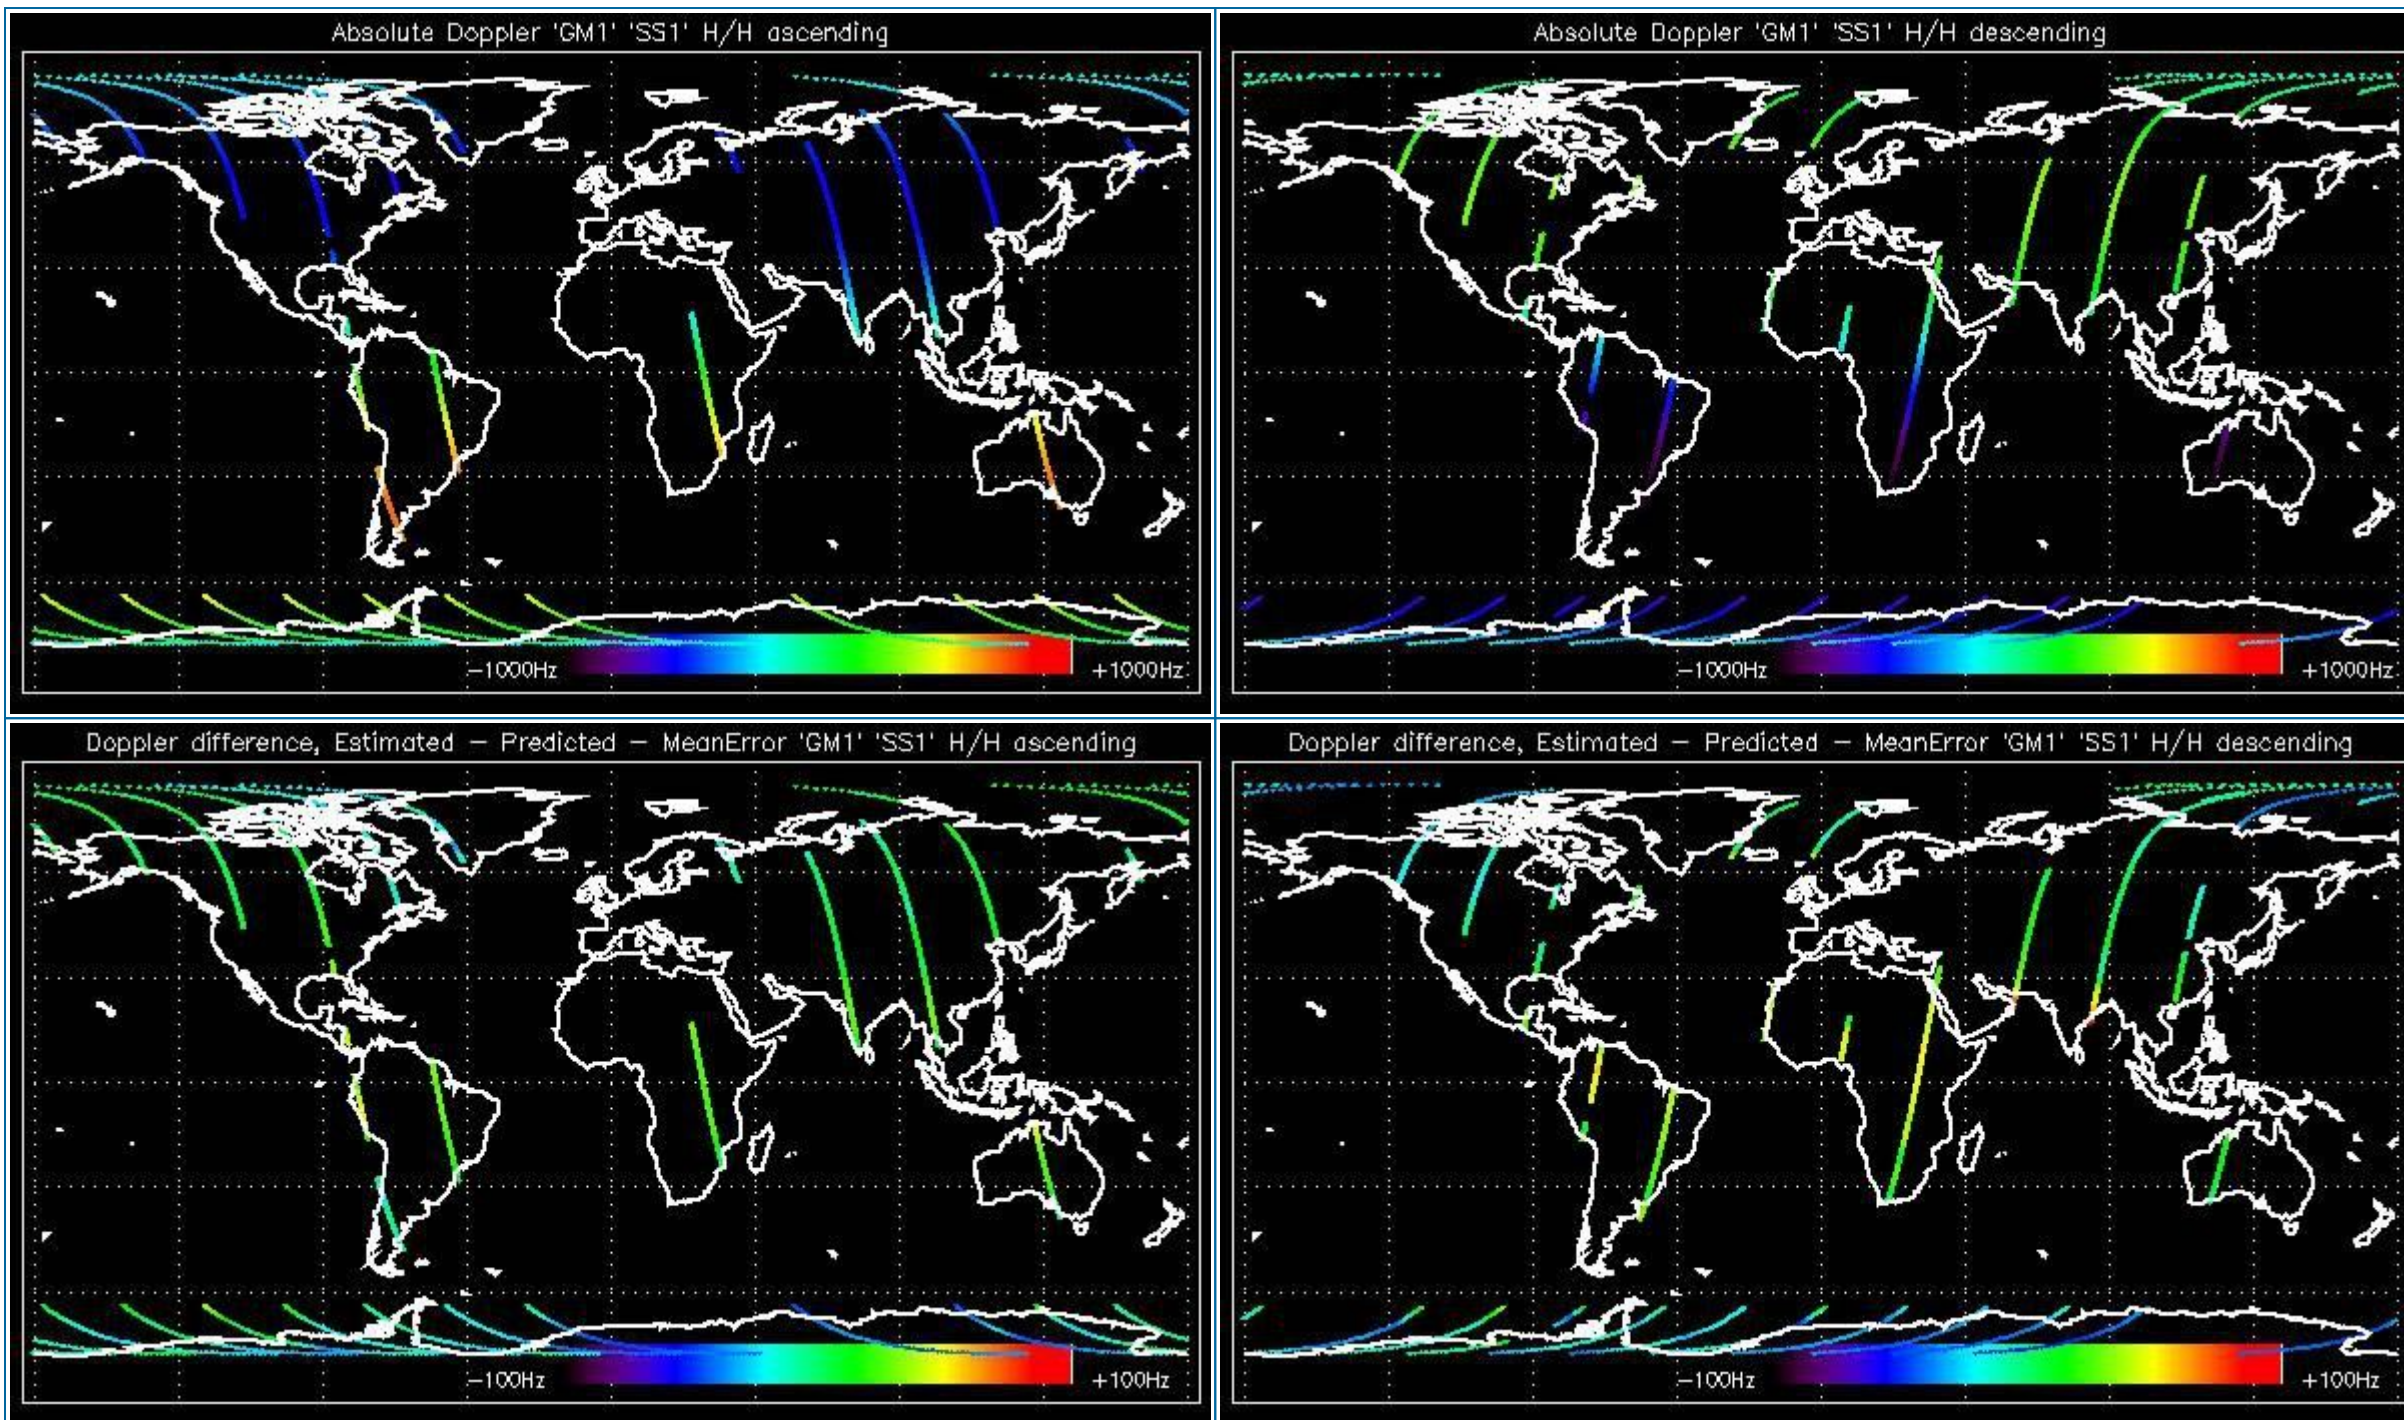 Absolute Doppler 'GM1' 'SS1' H/H ascending
-1000Hz
+1000Hz
Absolute Doppler 'GM1' 'SS1' H/H descending
-1000Hz
+1000Hz
Doppler difference, Estimated - Predicted - MeanError 'GM1' 'SS1' H/H ascending
-100Hz
+100Hz
Doppler difference, Estimated - Predicted - MeanError 'GM1' 'SS1' H/H descending
-100Hz
+100Hz